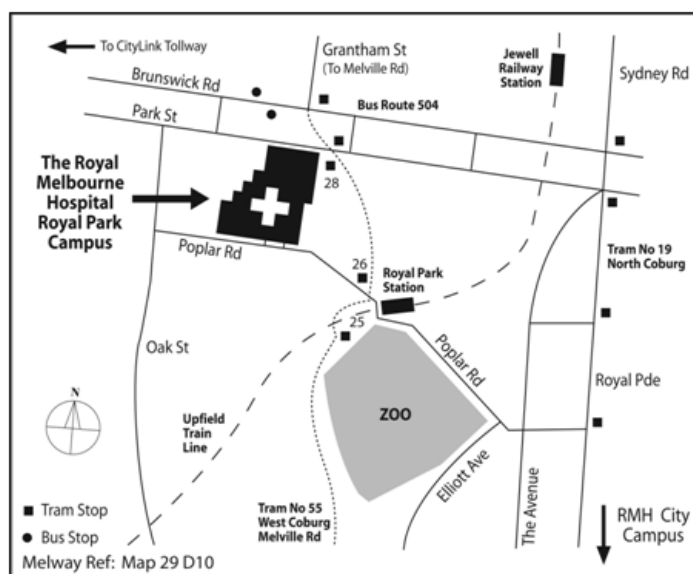 To CityLink Tollway
Grantham St
(To Melville Rd)
Jewell
Railway
Station
Sydney Rd
Brunswick Rd
Bus Route 504
Park St
The Royal
Melbourne
Hospital
Royal Park
Campus
28
Poplar Rd
26
Royal Park
Station
Tram No 19
North Coburg
25
Oak St
Poplar Rd
Royal Pde
ZOO
N
Upfield
Train
Line
Elliott Ave
The Avenue
Tram Stop
Bus Stop
Tram No 55
West Coburg
Melville Rd
RMH City
Campus
Melway Ref: Map 29 D10